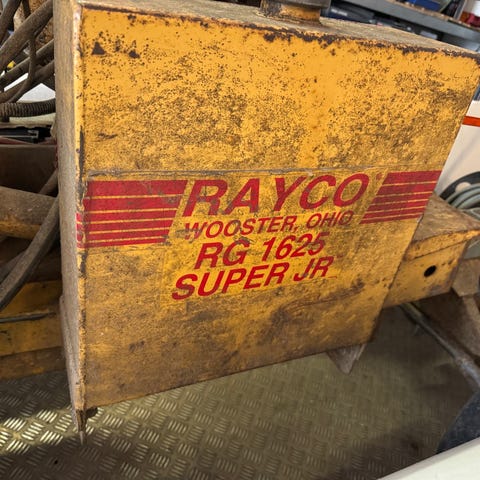 RAYCO
WOOSTER, OHIO
RG 1625
SUPER JR